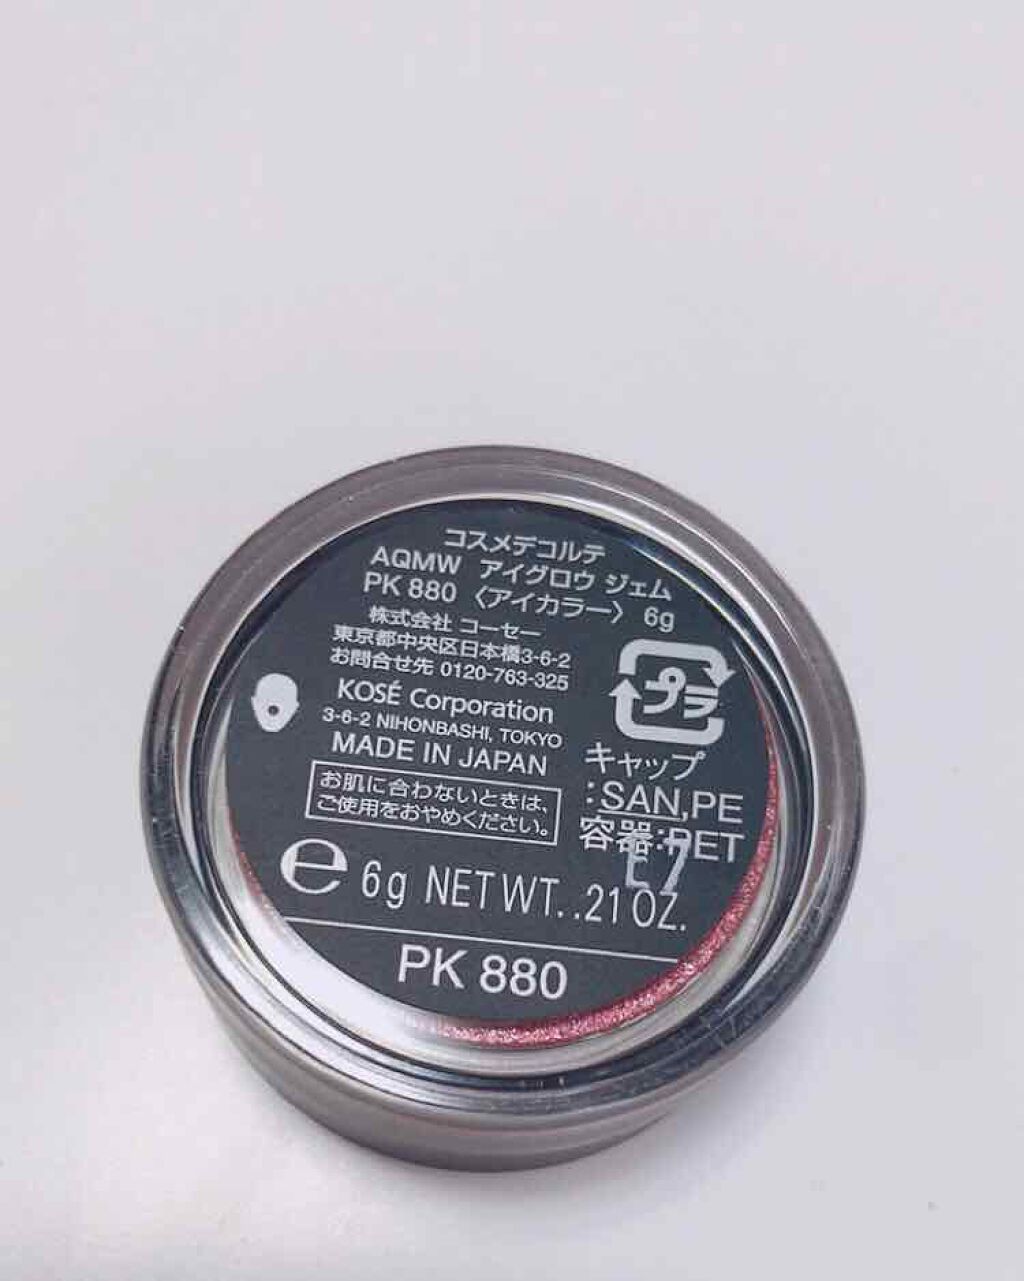 コスメデコルテ
AQMW アイグロウ ジェム
PK 880 〈アイカラー〉 6g
株式会社 コーセー
東京都中央区日本橋3-6-2
お問合せ先 0120-763-325
KOSÉ Corporation
3-6-2 NIHONBASHI, TOKYO
MADE IN JAPAN
お肌に合わないときは、
ご使用をおやめください。
プラ
キャップ
:SAN,PE
容器:PET
E7
e 6g NET WT. .21 OZ.
PK 880